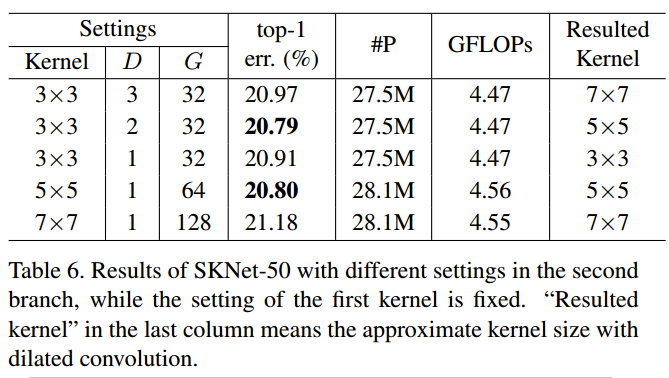 Settings top-1 err. (%) #P GFLOPs Resulted Kernel
Kernel D G
3×3 3 32 20.97 27.5M 4.47 7×7
3×3 2 32 20.79 27.5M 4.47 5×5
3×3 1 32 20.91 27.5M 4.47 3×3
5×5 1 64 20.80 28.1M 4.56 5×5
7×7 1 128 21.18 28.1M 4.55 7×7
Table 6. Results of SKNet-50 with different settings in the second
branch, while the setting of the first kernel is fixed. “Resulted
kernel” in the last column means the approximate kernel size with
dilated convolution.